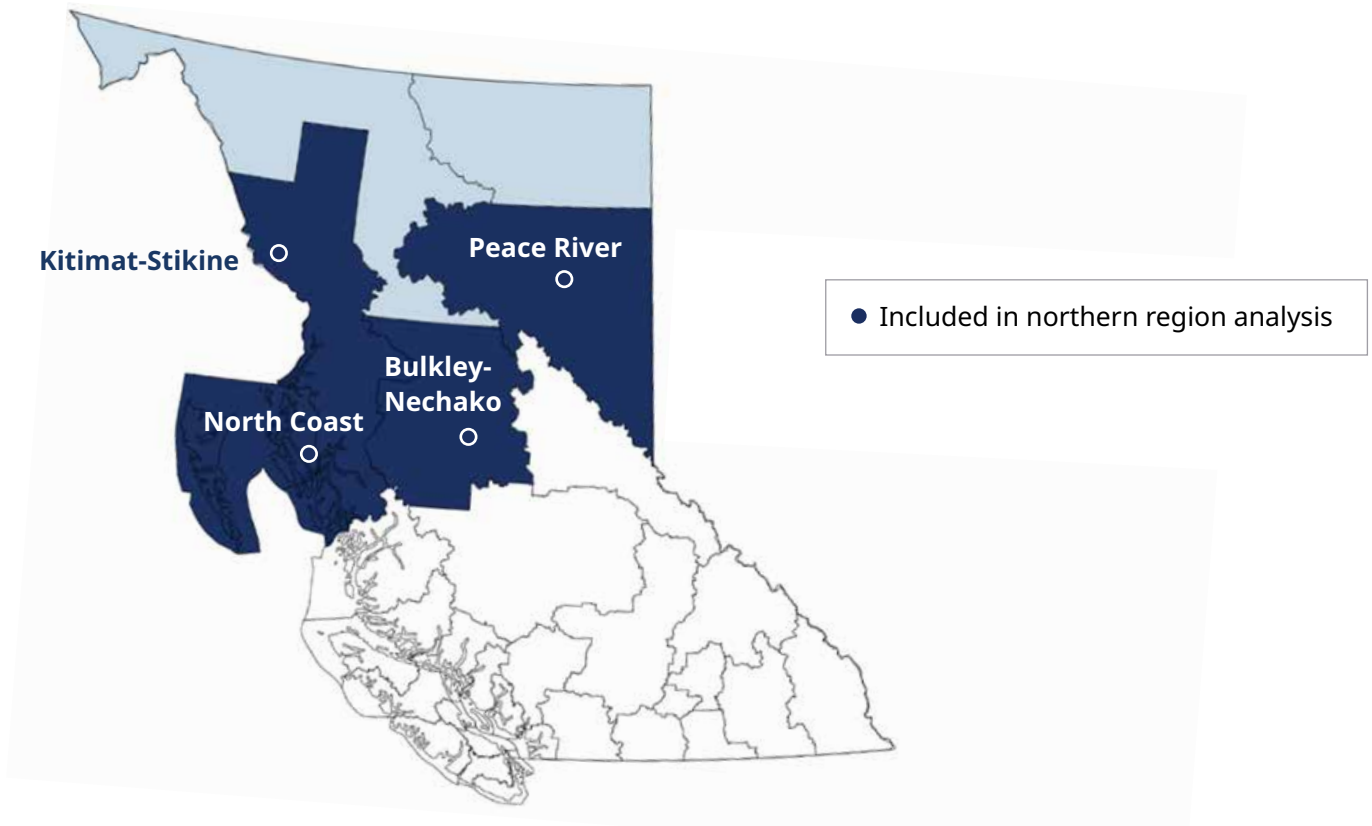 Peace River
Kitimat-Stikine
Included in northern region analysis
Bulkley-
Nechako
North Coast